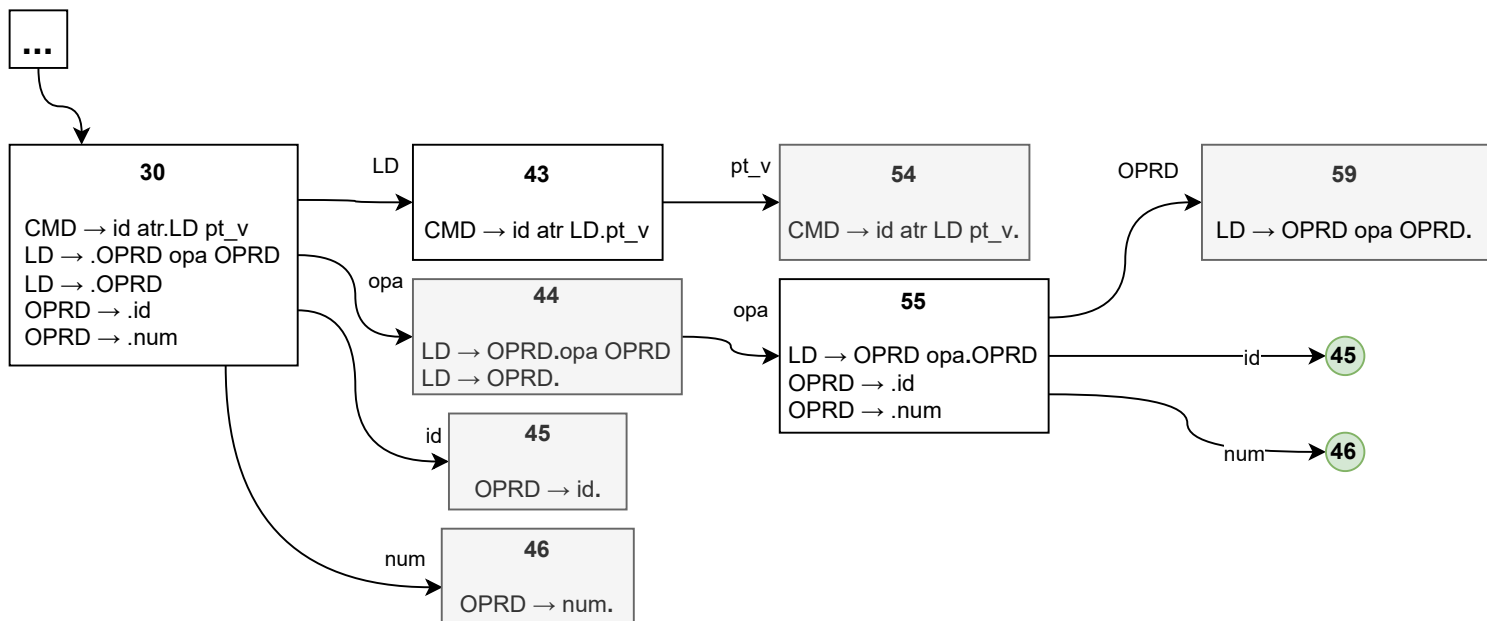 ...
30
CMD → id atr.LD pt_v
LD → .OPRD opa OPRD
LD → .OPRD
OPRD → .id
OPRD → .num
LD
43
CMD → id atr LD.pt_v
pt_v
54
CMD → id atr LD pt_v.
OPRD
59
LD → OPRD opa OPRD.
opa
44
LD → OPRD.opa OPRD
LD → OPRD.
opa
55
LD → OPRD opa.OPRD
OPRD → .id
OPRD → .num
id
45
num
46
id
45
OPRD → id.
num
46
OPRD → num.